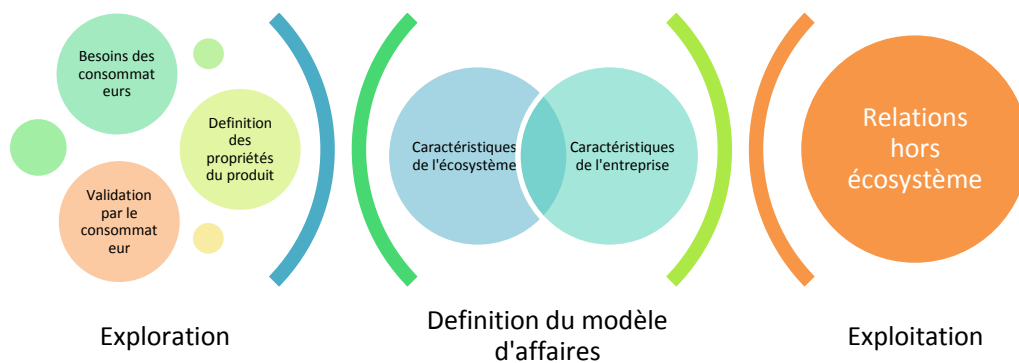 Besoins des
consommat
eurs
Definition
des
propriétés
du produit
Validation
par le
consommat
eur
Exploration
Caractéristiques
de l'écosystème
Caractéristiques
de l'entreprise
Definition du modèle
d'affaires
Relations
hors
écosystème
Exploitation